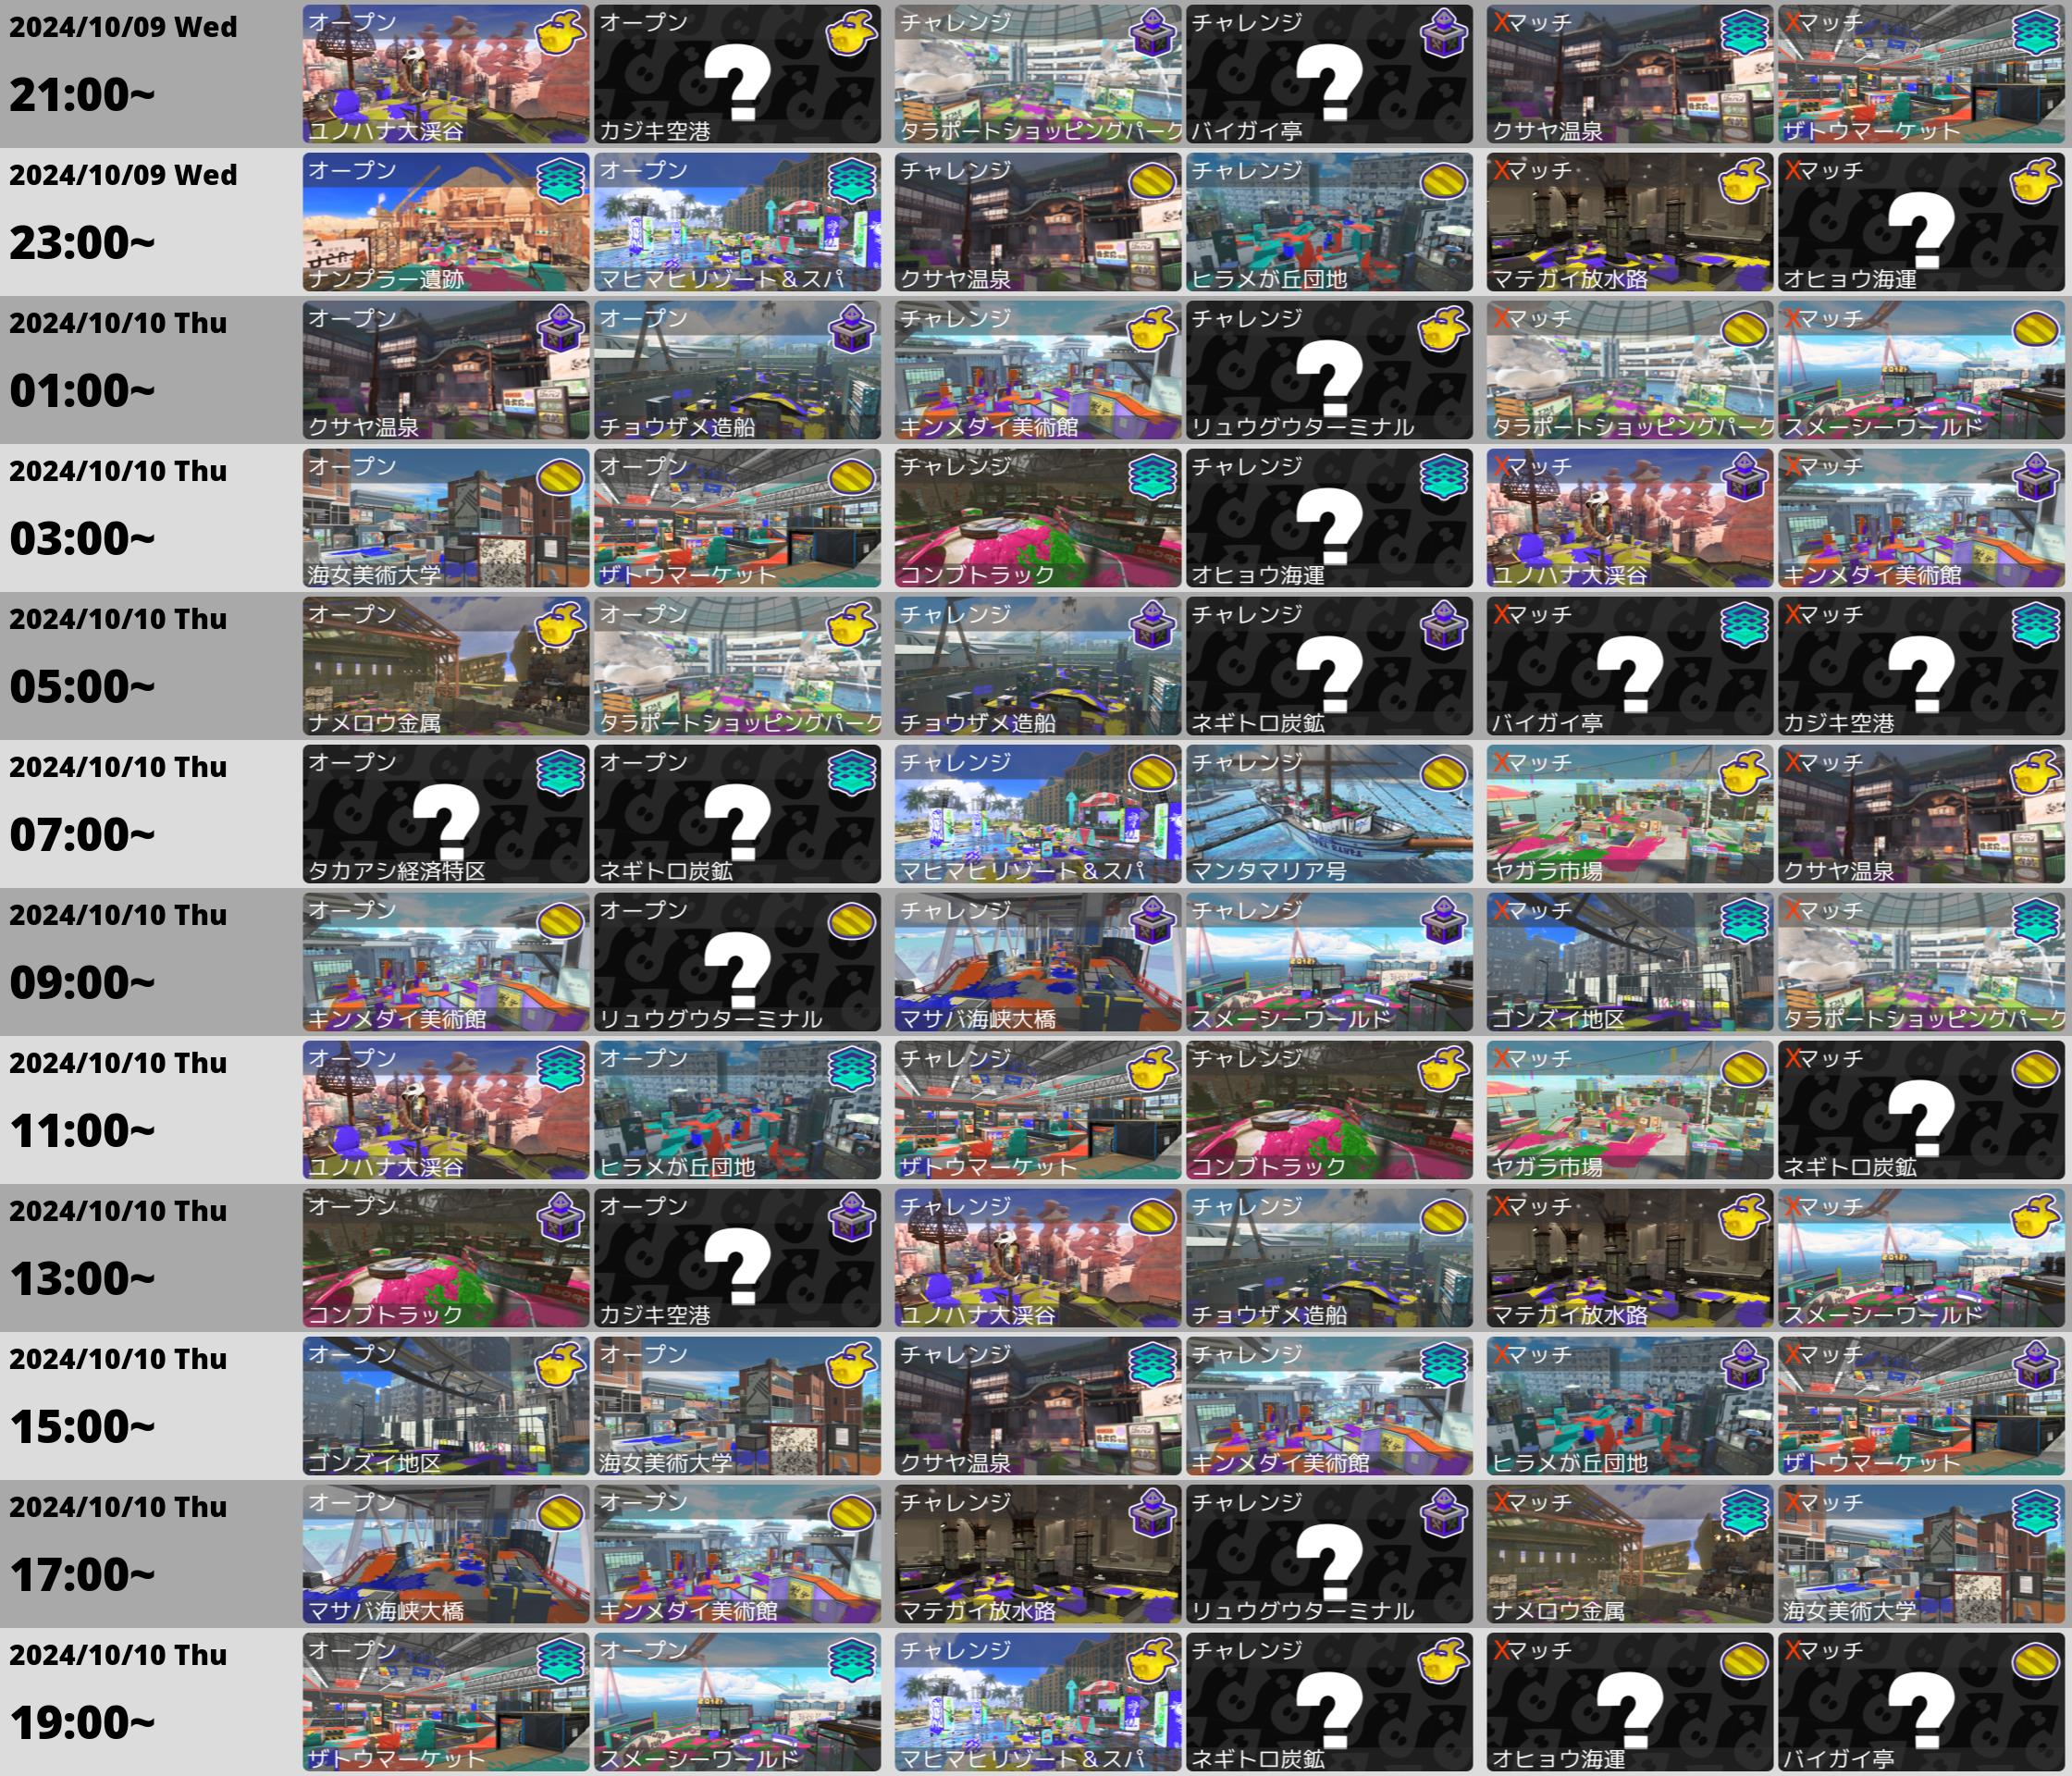 2024/10/09 Wed
21:00~
オープン
ユノハナ大渓谷
オープン
カジキ空港
チャレンジ
タラポートショッピングパーク
チャレンジ
バイガイ亭
Xマッチ
クサヤ温泉
Xマッチ
ザトウマーケット
2024/10/09 Wed
23:00~
オープン
ナンプラー遺跡
オープン
マヒマヒリゾート＆スパ
チャレンジ
クサヤ温泉
チャレンジ
ヒラメが丘団地
Xマッチ
マテガイ放水路
Xマッチ
オヒョウ海運
2024/10/10 Thu
01:00~
オープン
クサヤ温泉
オープン
チョウザメ造船
チャレンジ
キンメダイ美術館
チャレンジ
リュウグウターミナル
Xマッチ
タラポートショッピングパーク
Xマッチ
スメーシーワールド
2024/10/10 Thu
03:00~
オープン
海女美術大学
オープン
ザトウマーケット
チャレンジ
コンブトラック
チャレンジ
オヒョウ海運
Xマッチ
ユノハナ大渓谷
Xマッチ
キンメダイ美術館
2024/10/10 Thu
05:00~
オープン
ナメロウ金属
オープン
タラポートショッピングパーク
チャレンジ
チョウザメ造船
チャレンジ
ネギトロ炭鉱
Xマッチ
バイガイ亭
Xマッチ
カジキ空港
2024/10/10 Thu
07:00~
オープン
タカアシ経済特区
オープン
ネギトロ炭鉱
チャレンジ
マヒマヒリゾート＆スパ
チャレンジ
マンタマリア号
Xマッチ
ヤガラ市場
Xマッチ
クサヤ温泉
2024/10/10 Thu
09:00~
オープン
キンメダイ美術館
オープン
リュウグウターミナル
チャレンジ
マサバ海峡大橋
チャレンジ
スメーシーワールド
Xマッチ
ゴンズイ地区
Xマッチ
タラポートショッピングパーク
2024/10/10 Thu
11:00~
オープン
ユノハナ大渓谷
オープン
ヒラメが丘団地
チャレンジ
ザトウマーケット
チャレンジ
コンブトラック
Xマッチ
ヤガラ市場
Xマッチ
ネギトロ炭鉱
2024/10/10 Thu
13:00~
オープン
コンブトラック
オープン
カジキ空港
チャレンジ
ユノハナ大渓谷
チャレンジ
チョウザメ造船
Xマッチ
マテガイ放水路
Xマッチ
スメーシーワールド
2024/10/10 Thu
15:00~
オープン
ゴンズイ地区
オープン
海女美術大学
チャレンジ
クサヤ温泉
チャレンジ
キンメダイ美術館
Xマッチ
ヒラメが丘団地
Xマッチ
ザトウマーケット
2024/10/10 Thu
17:00~
オープン
マサバ海峡大橋
オープン
キンメダイ美術館
チャレンジ
マテガイ放水路
チャレンジ
リュウグウターミナル
Xマッチ
ナメロウ金属
Xマッチ
海女美術大学
2024/10/10 Thu
19:00~
オープン
ザトウマーケット
オープン
スメーシーワールド
チャレンジ
マヒマヒリゾート＆スパ
チャレンジ
ネギトロ炭鉱
Xマッチ
オヒョウ海運
Xマッチ
バイガイ亭